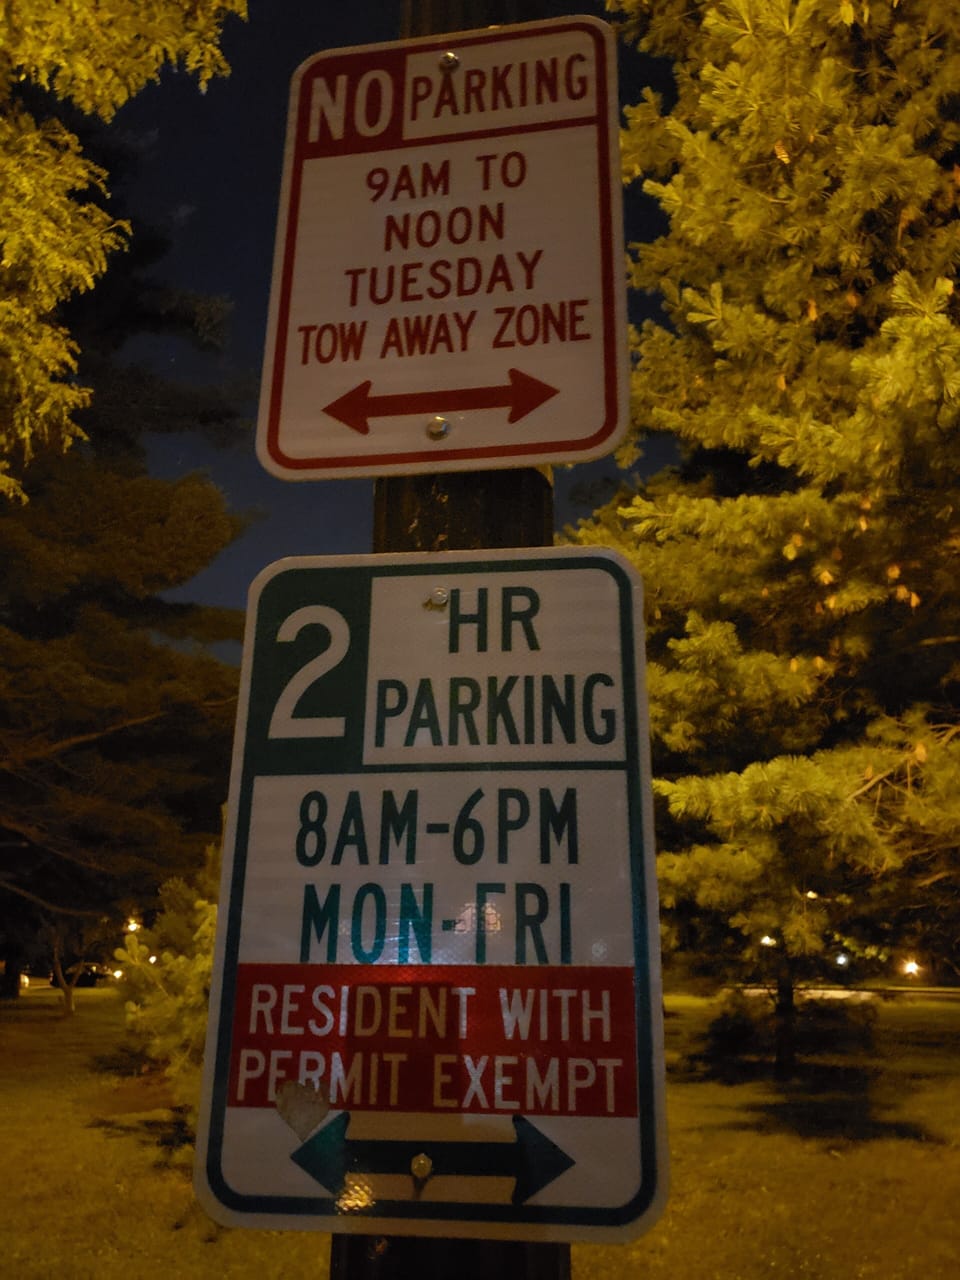 NO PARKING
9AM TO
NOON
TUESDAY
TOW AWAY ZONE
2 HR
PARKING
8AM-6PM
MON-FRI
RESIDENT WITH
PERMIT EXEMPT